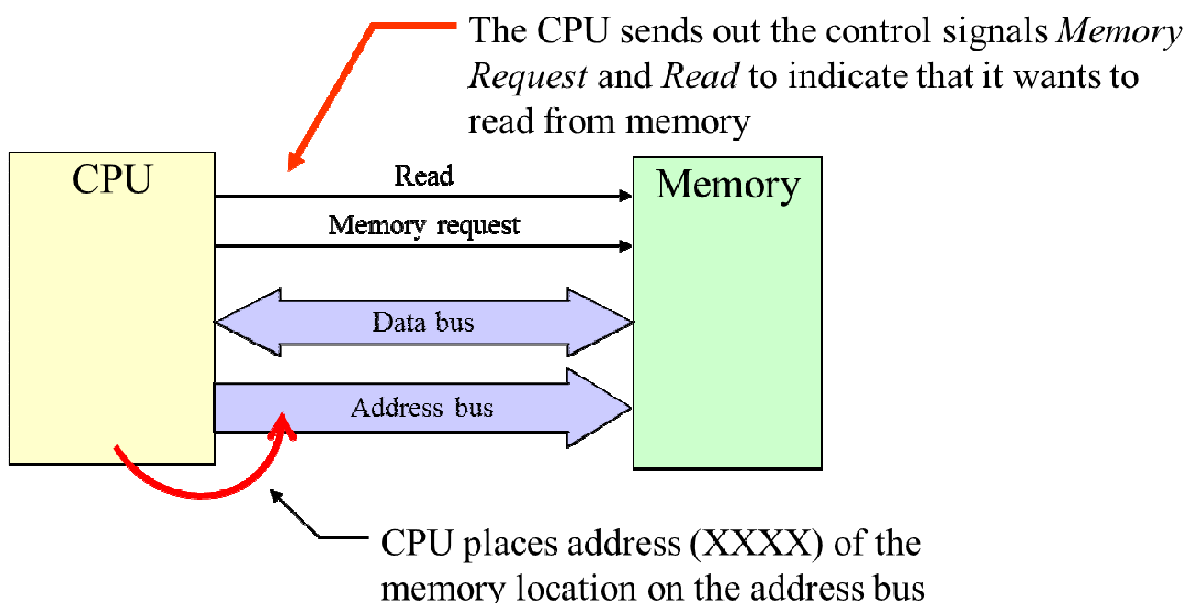 The CPU sends out the control signals Memory
Request and Read to indicate that it wants to
read from memory
CPU
Read
Memory
Memory request
Data bus
Address bus
CPU places address (XXXX) of the
memory location on the address bus